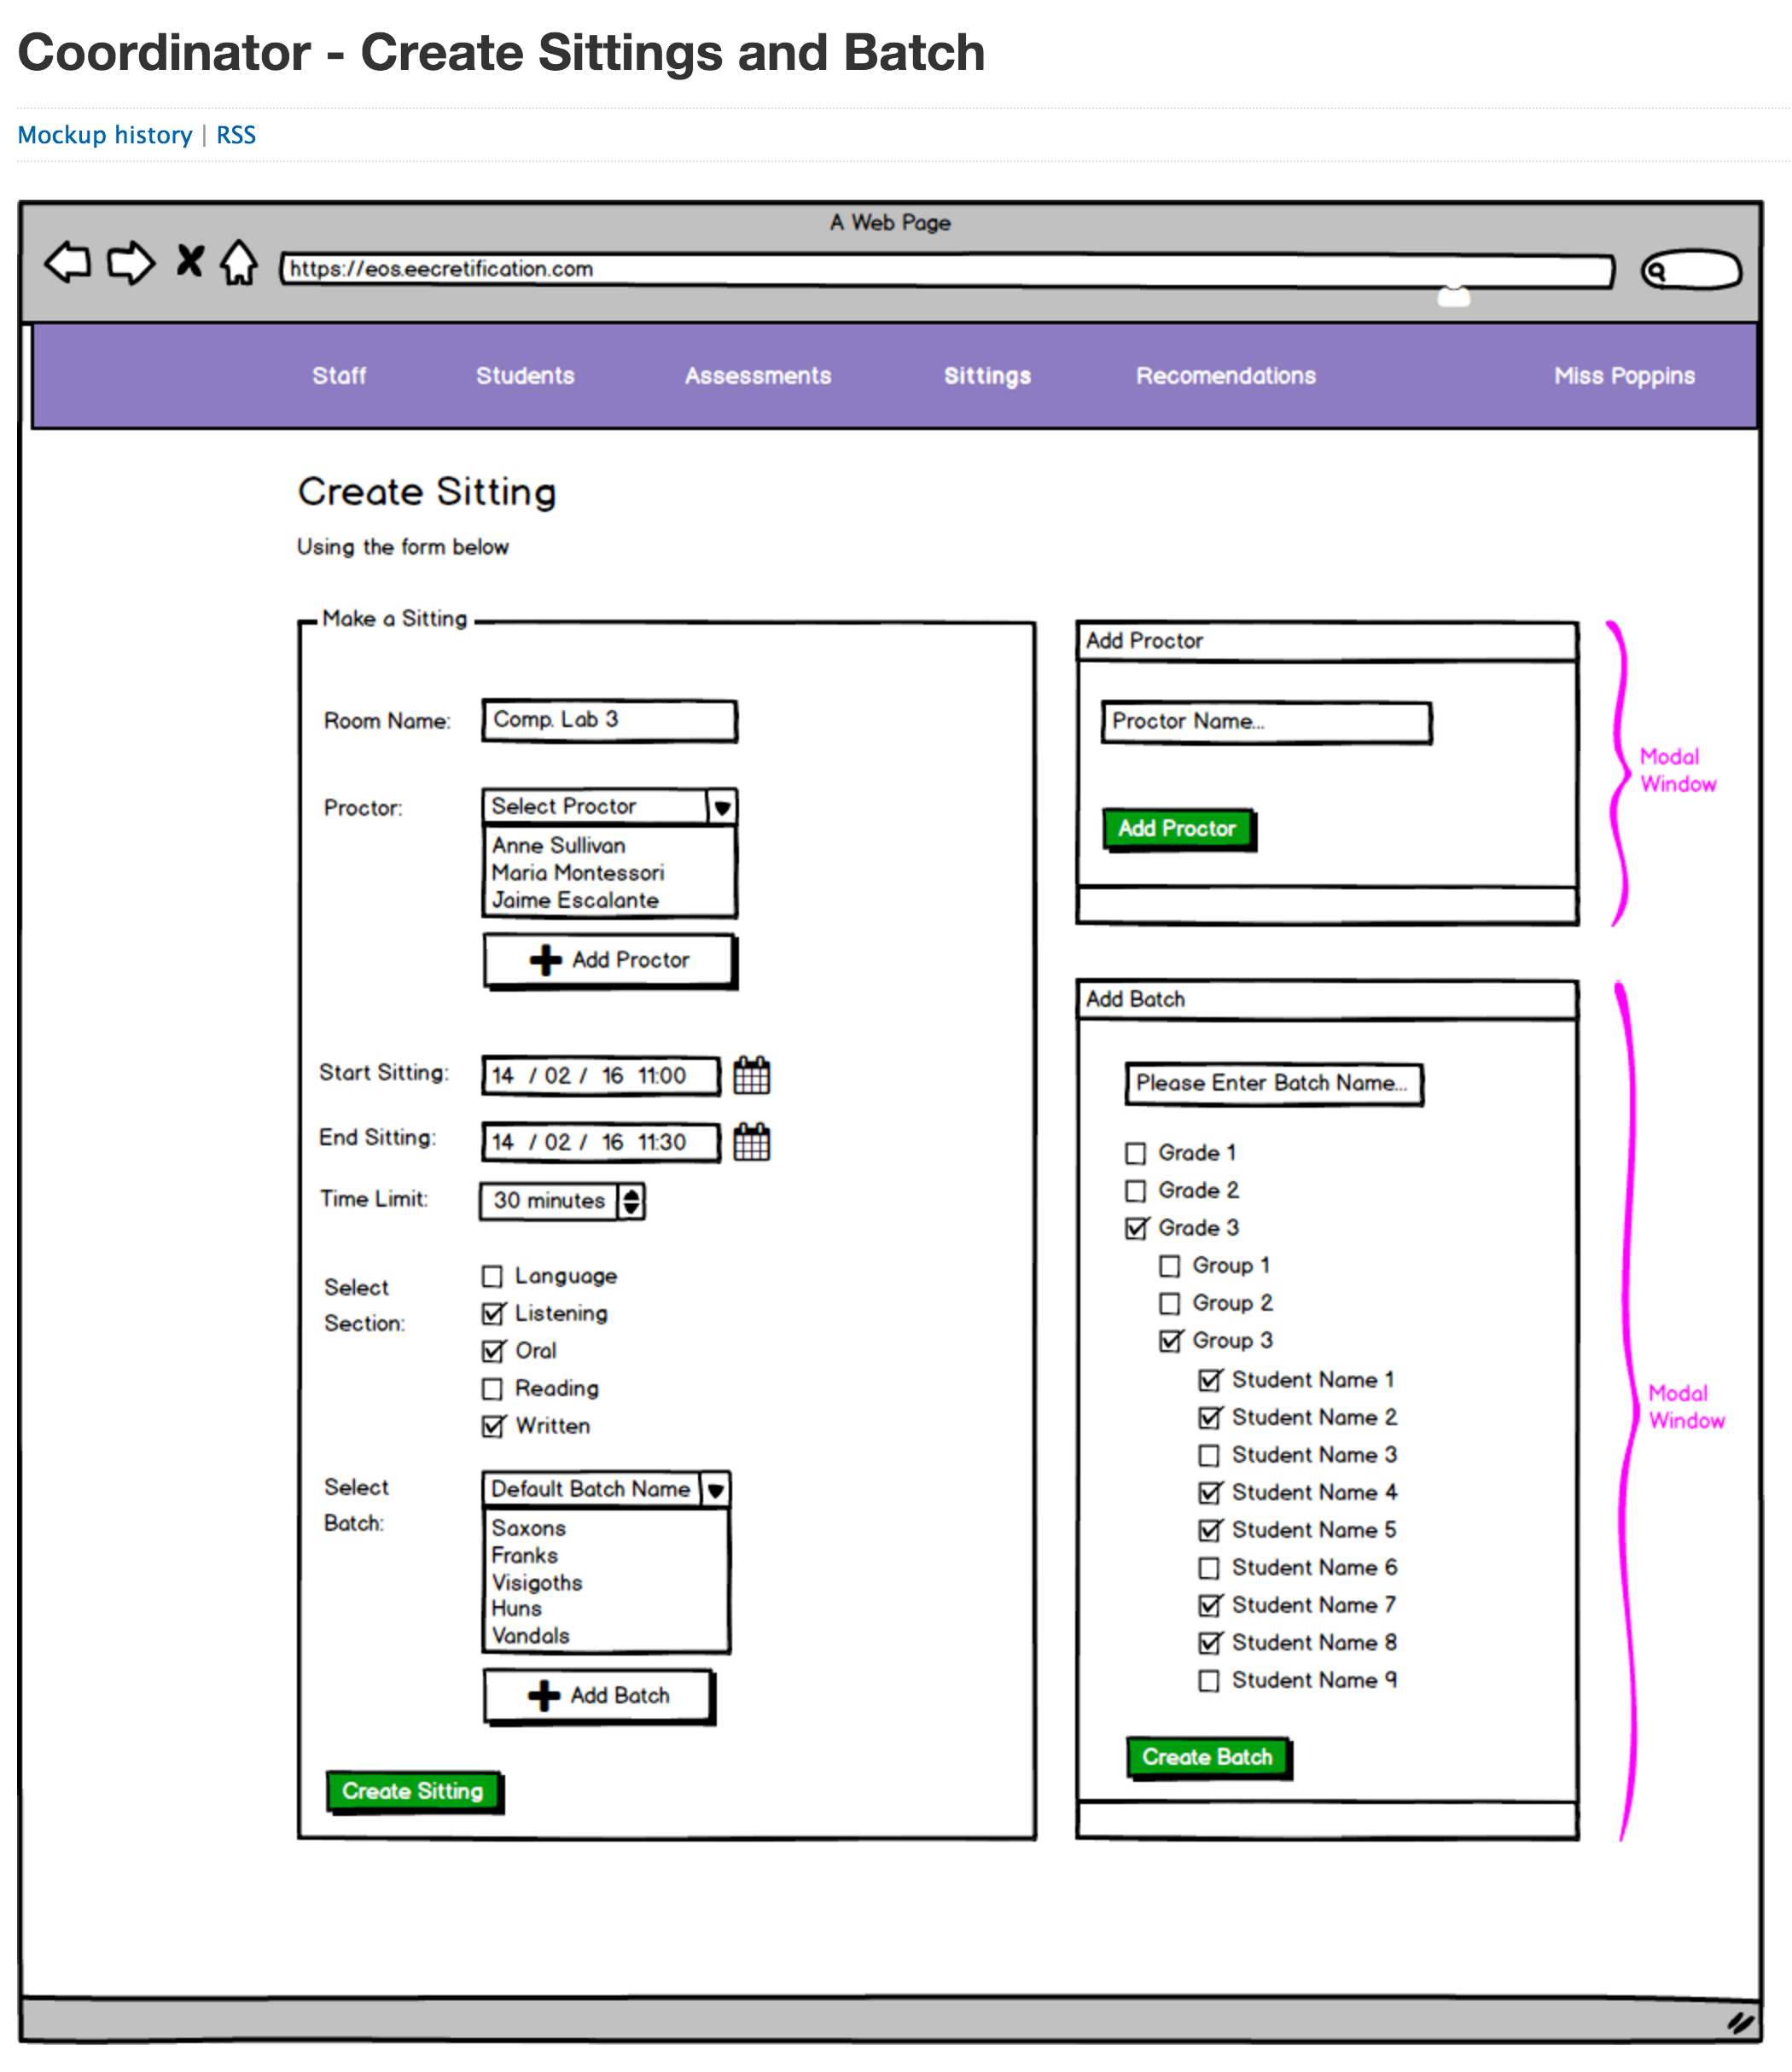 Coordinator - Create Sittings and Batch
Mockup history | RSS
A Web Page
https://eos.eecretification.com
Staff Students Assessments Sittings Recomendations Miss Poppins
Create Sitting
Using the form below
Make a Sitting
Room Name: Comp. Lab 3
Proctor: Select Proctor
Anne Sullivan
Maria Montessori
Jaime Escalante
Add Proctor
Start Sitting: 14 / 02 / 16 11:00
End Sitting: 14 / 02 / 16 11:30
Time Limit: 30 minutes
Select
Section:
Language
Listening
Oral
Reading
Written
Select
Batch:
Default Batch Name
Saxons
Franks
Visigoths
Huns
Vandals
Add Batch
Create Sitting
Add Proctor
Proctor Name...
Add Proctor
Modal
Window
Add Batch
Please Enter Batch Name...
Grade 1
Grade 2
Grade 3
Group 1
Group 2
Group 3
Student Name 1
Student Name 2
Student Name 3
Student Name 4
Student Name 5
Student Name 6
Student Name 7
Student Name 8
Student Name 9
Create Batch
Modal
Window